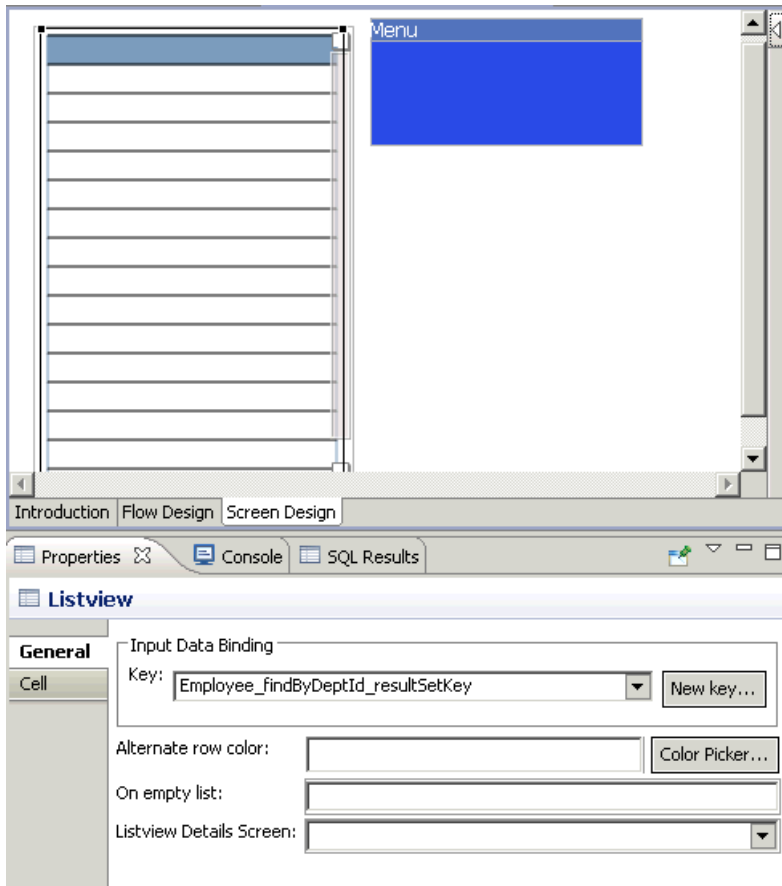 Menu
Introduction Flow Design Screen Design
Properties Console SQL Results
Listview
General
Cell
Input Data Binding
Key: Employee_findByDeptId_resultSetKey New key...
Alternate row color: Color Picker...
On empty list:
Listview Details Screen: